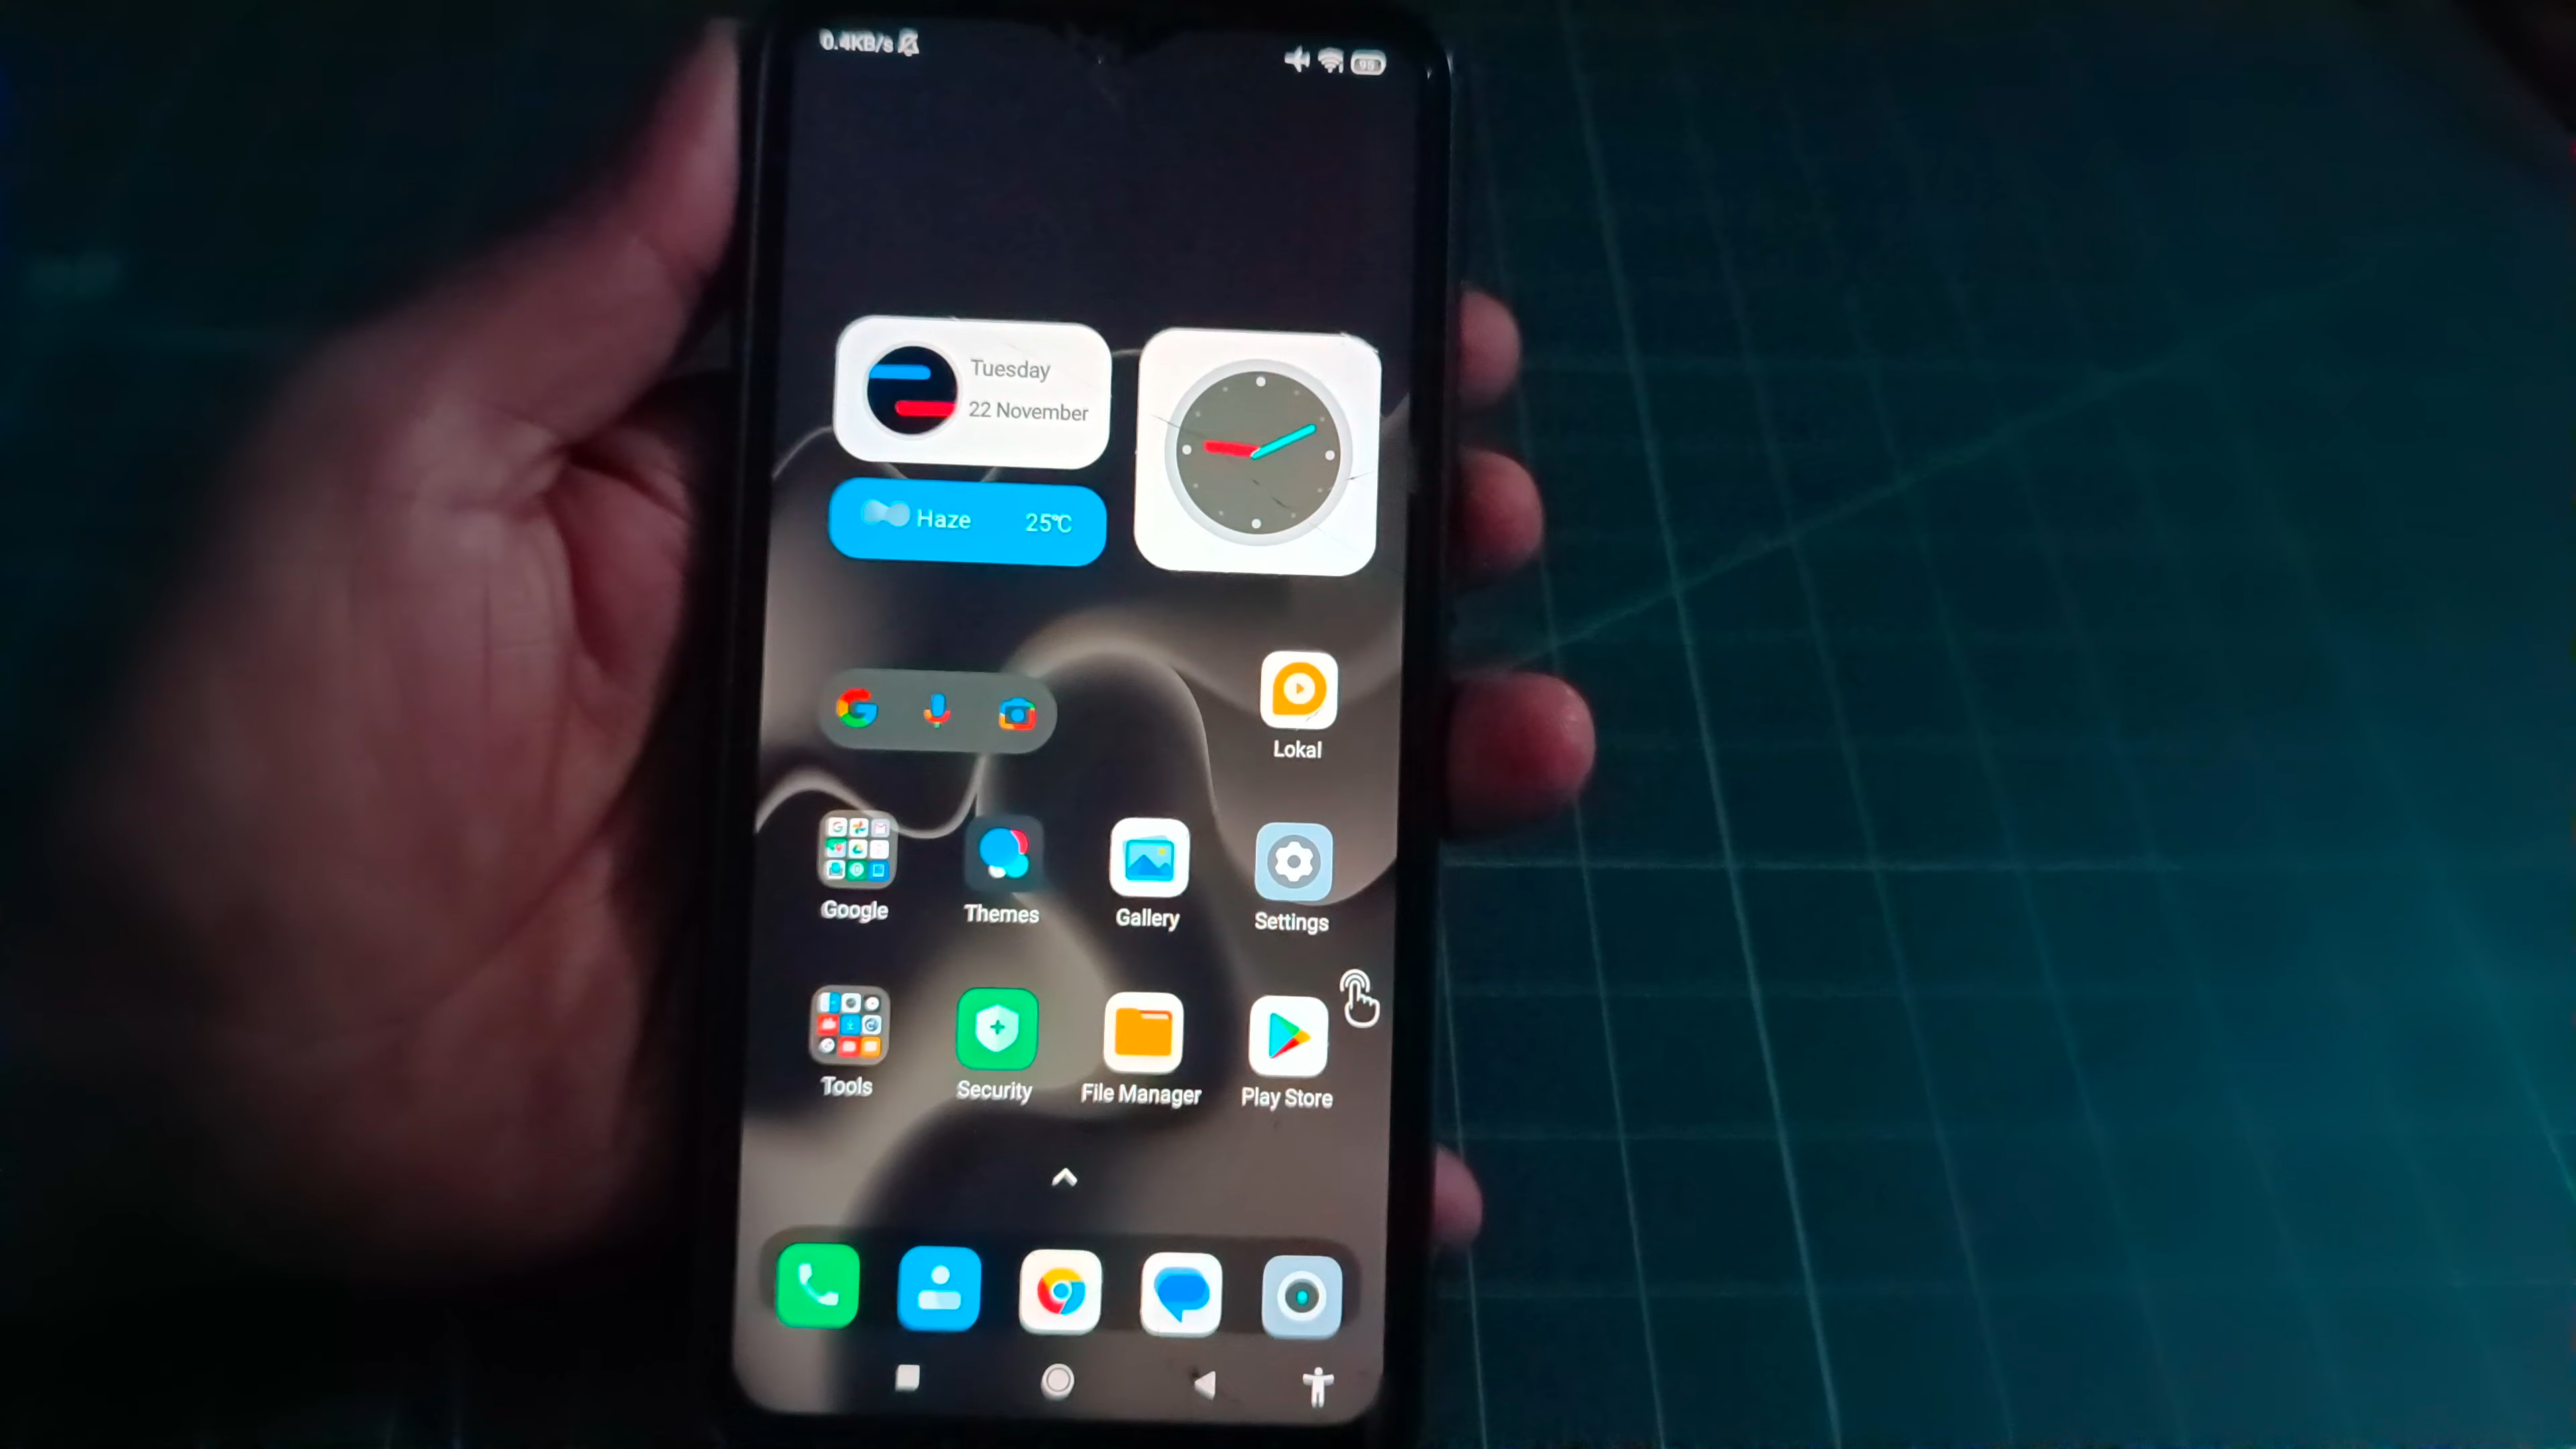 0.4KB/s
Tuesday
22 November
Haze 25°C
Lokal
Google Themes Gallery Settings
Tools Security File Manager Play Store